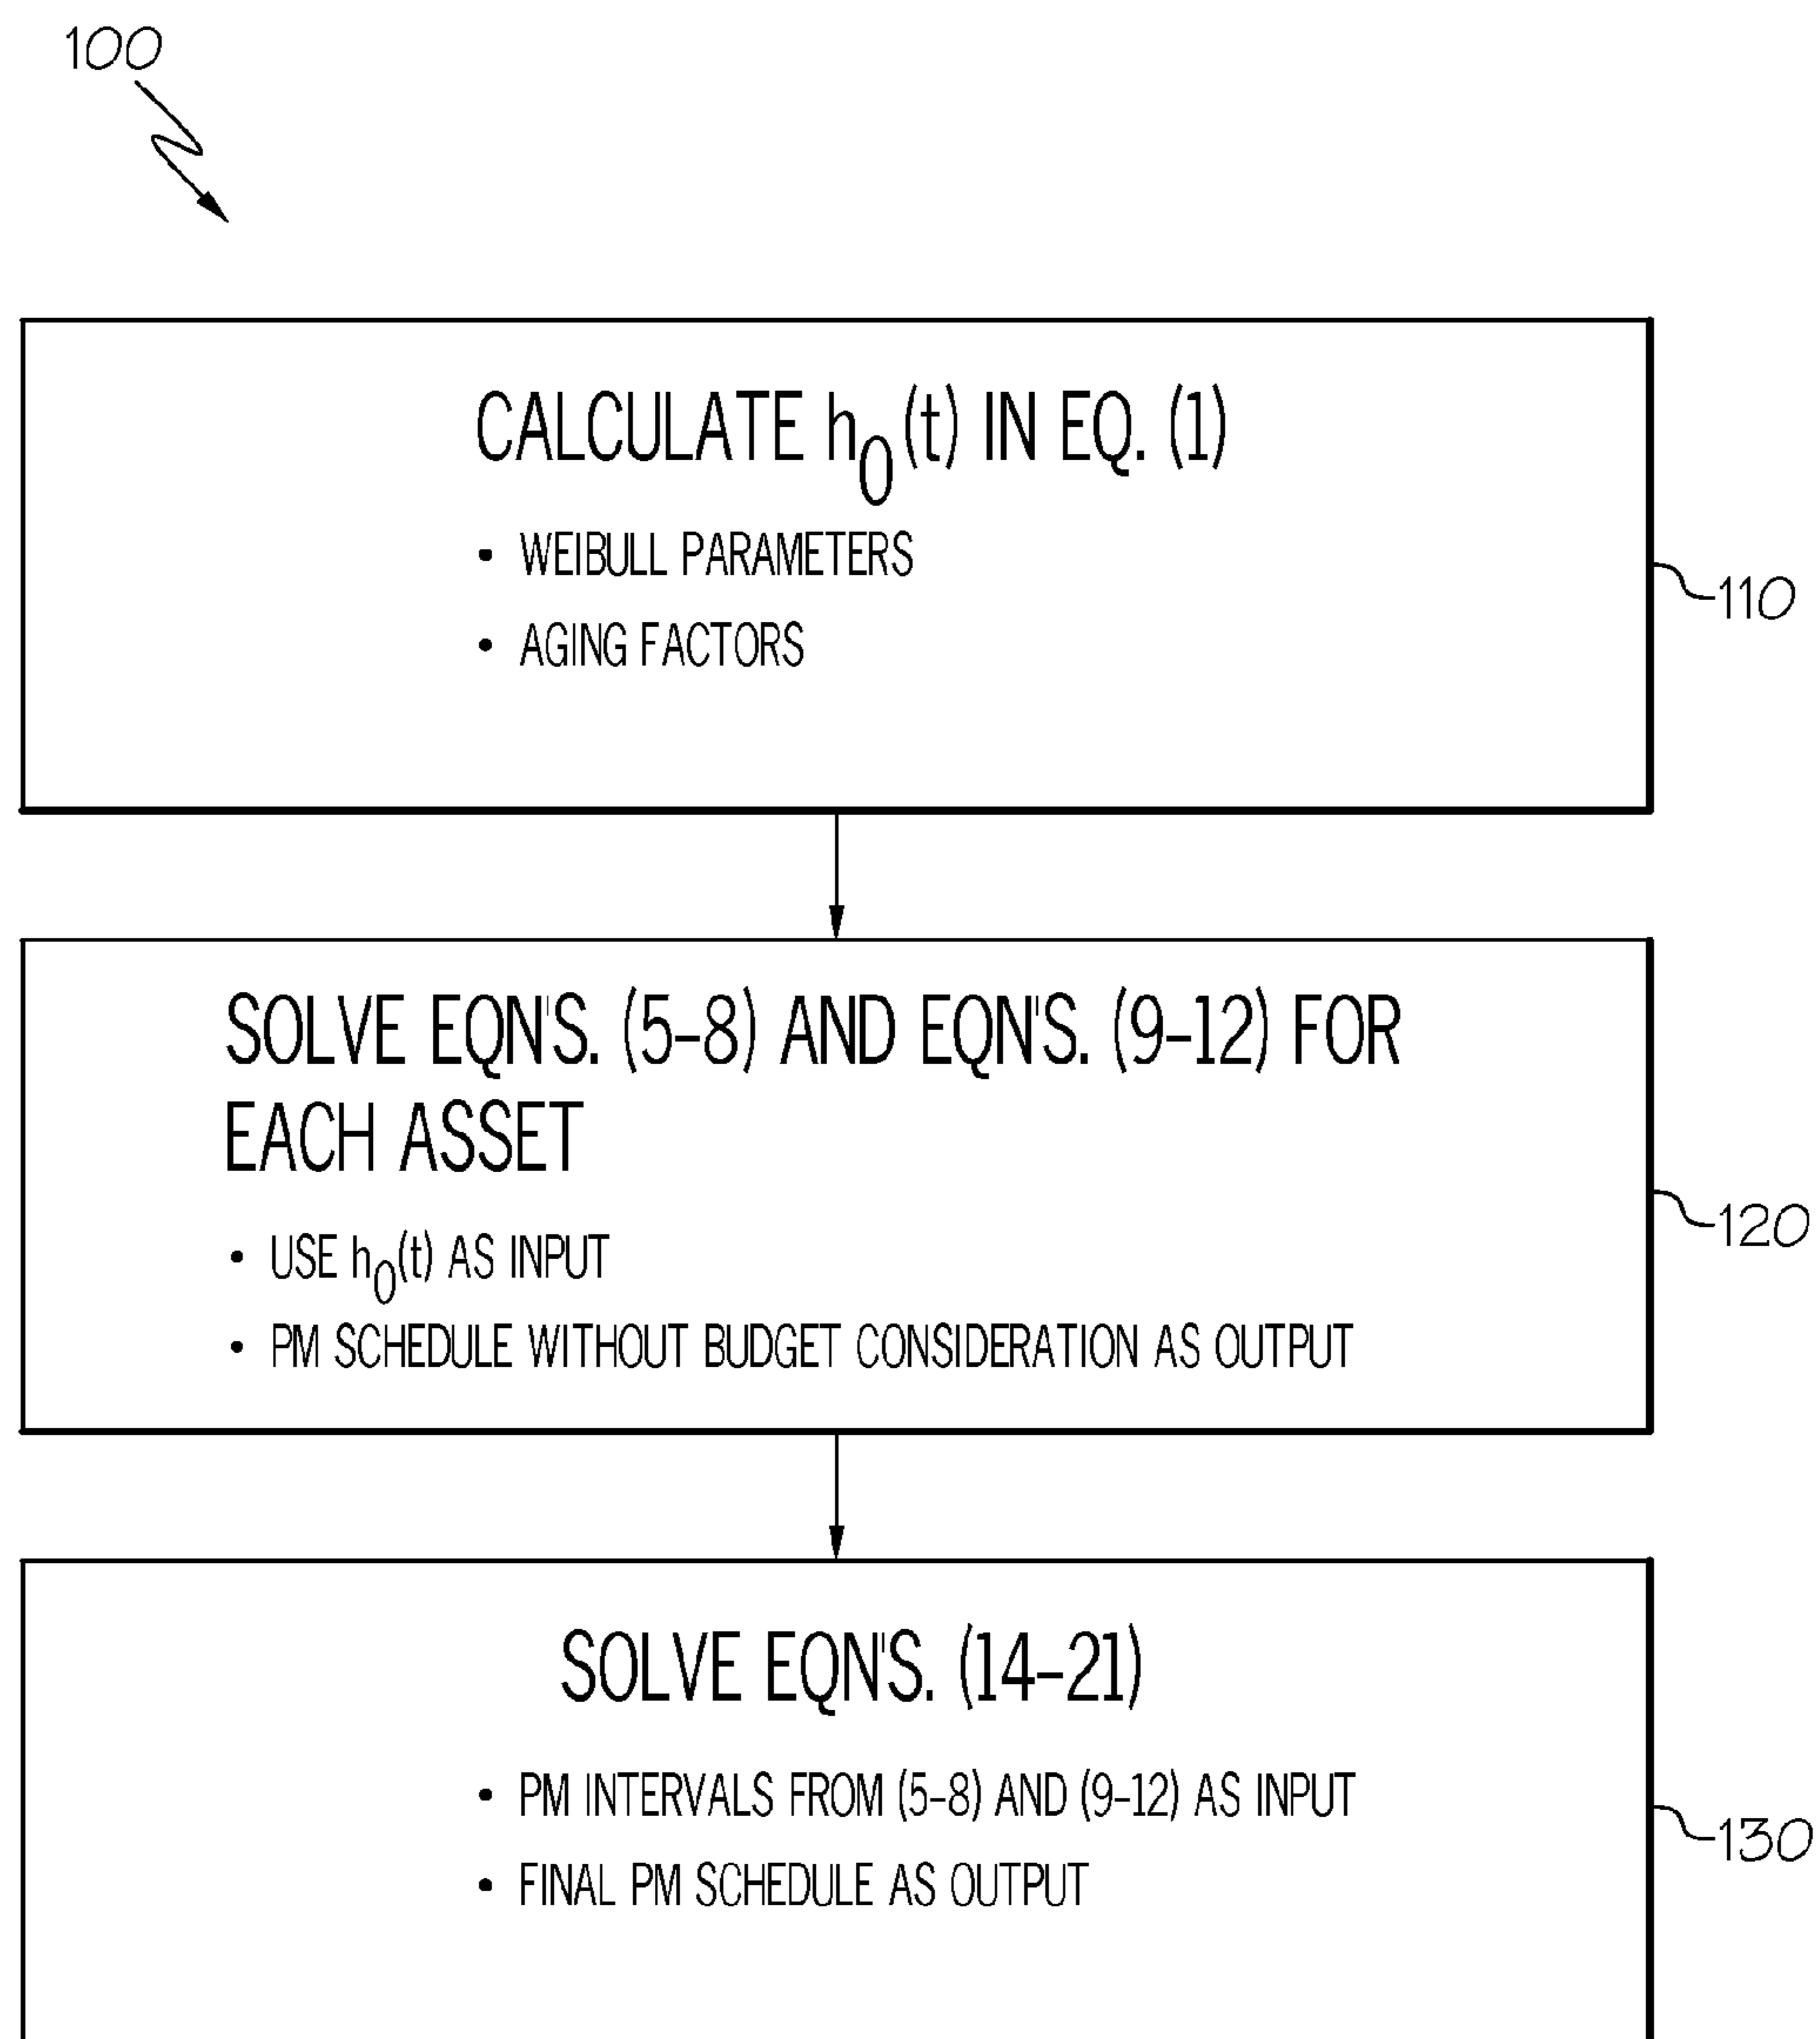 100
CALCULATE h₀(t) IN EQ. (1)
• WEIBULL PARAMETERS
• AGING FACTORS
110
SOLVE EQN'S. (5–8) AND EQN'S. (9–12) FOR
EACH ASSET
• USE h₀(t) AS INPUT
• PM SCHEDULE WITHOUT BUDGET CONSIDERATION AS OUTPUT
120
SOLVE EQN'S. (14–21)
• PM INTERVALS FROM (5–8) AND (9–12) AS INPUT
• FINAL PM SCHEDULE AS OUTPUT
130